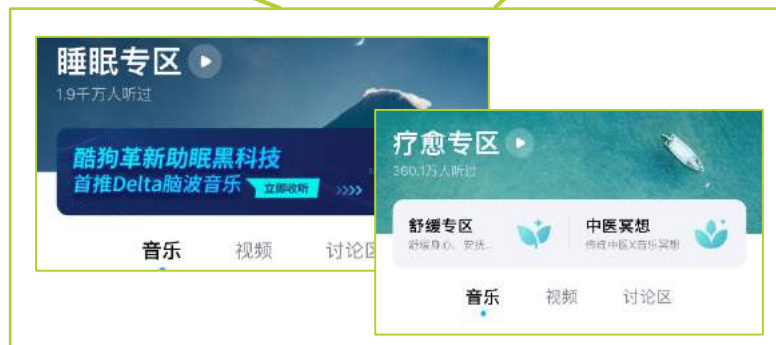 睡眠专区
1.9千万人听过
酷狗革新助眠黑科技
首推Delta脑波音乐 立即收听
音乐 视频 讨论区
疗愈专区
360.1万人听过
舒缓专区 中医冥想
舒缓身心、安抚... 传统中医X音乐冥想
音乐 视频 讨论区